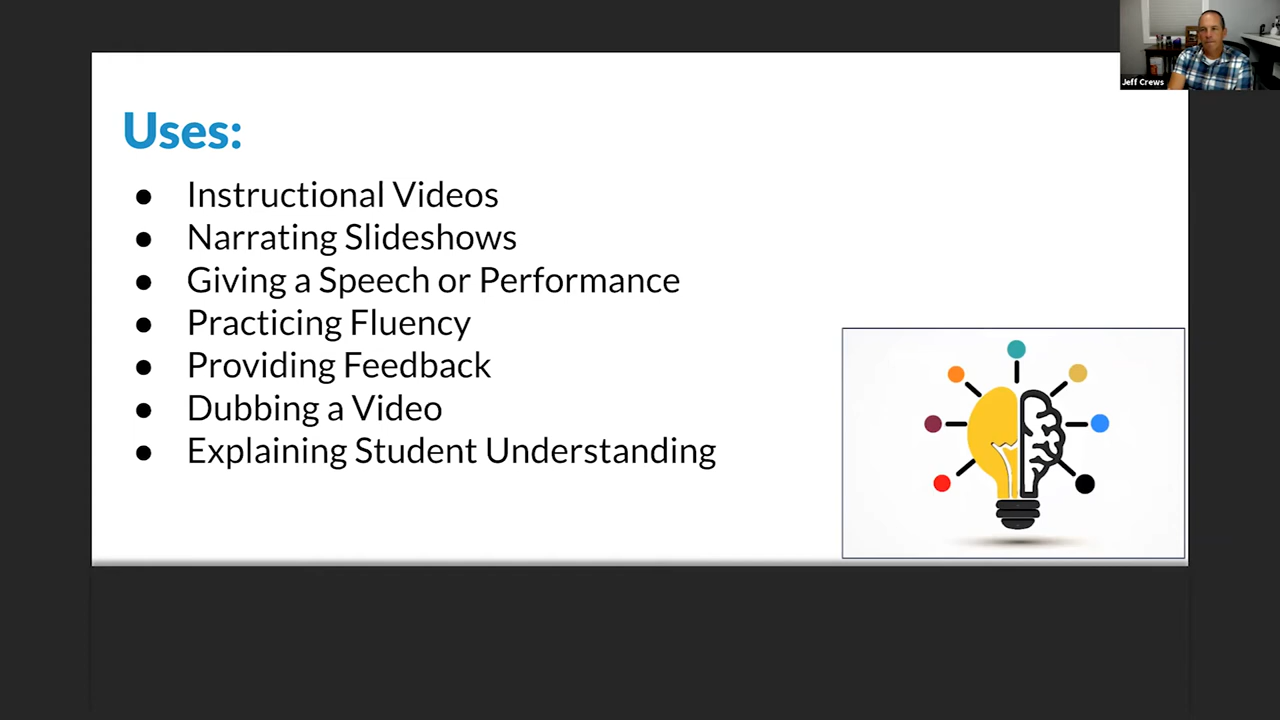 Jeff Crews
Uses:
● Instructional Videos
● Narrating Slideshows
● Giving a Speech or Performance
● Practicing Fluency
● Providing Feedback
● Dubbing a Video
● Explaining Student Understanding